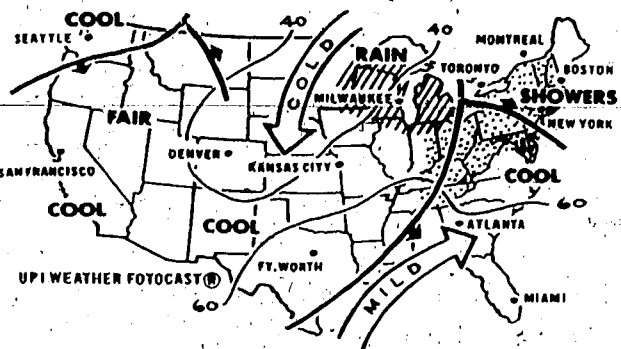 COOL
SEATTLE
40
COLD
RAIN
40
MONTREAL
TORONTO
BOSTON
SHOWERS
NEW YORK
MILWAUKEE
FAIR
DENVER
KANSAS CITY
SAN FRANCISCO
COOL
COOL
COOL
60
ATLANTA
FT. WORTH
UPI WEATHER FOTOCAST®
60
MILD
MIAMI